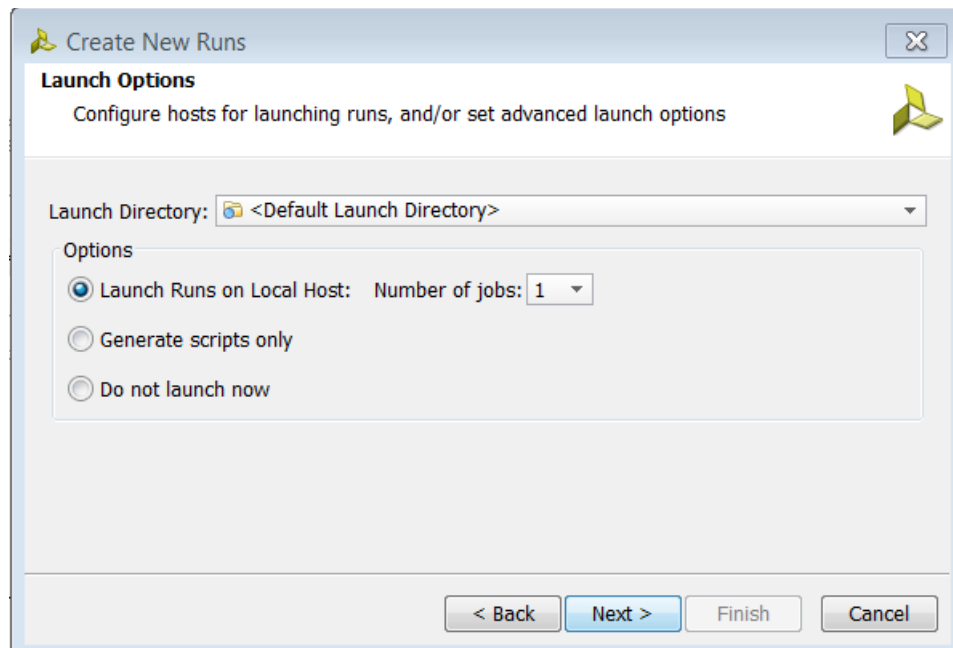 Create New Runs
Launch Options
Configure hosts for launching runs, and/or set advanced launch options
Launch Directory: <Default Launch Directory>
Options
Launch Runs on Local Host: Number of jobs: 1
Generate scripts only
Do not launch now
< Back Next > Finish Cancel